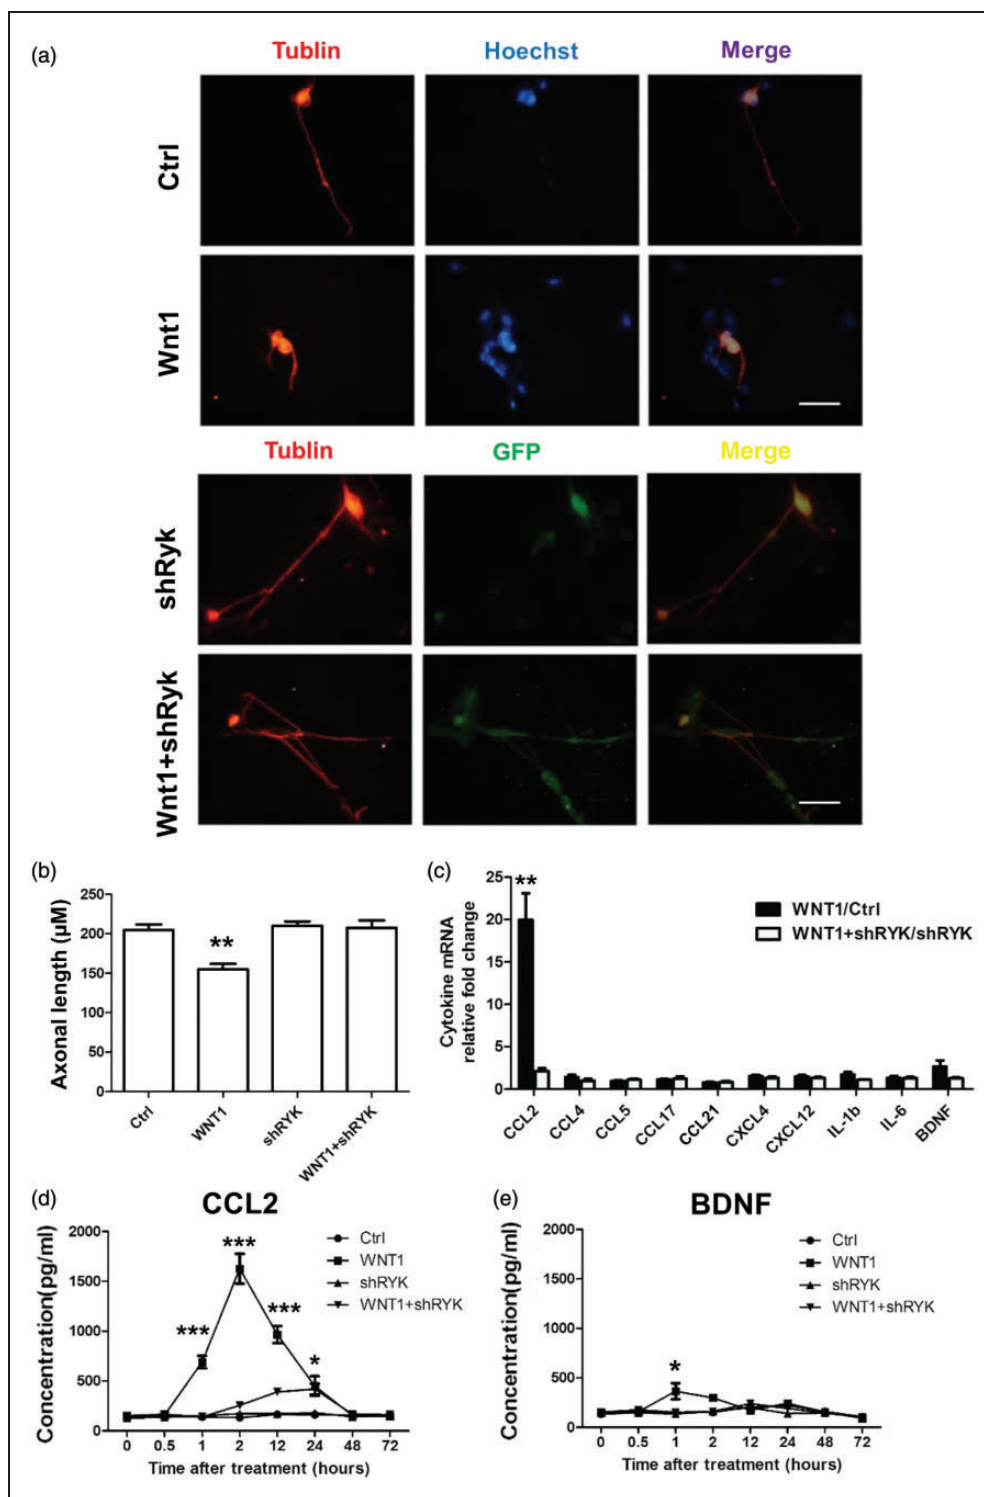 (a)
Tublin Hoechst Merge
Ctrl
Wnt1
Tublin GFP Merge
shRyk
Wnt1+shRyk
(b)
Axonal length (µM)
250
200
150
100
50
0
**
Ctrl WNT1 shRYK WNT1+shRYK
(c)
Cytokine mRNA
relative fold change
25
20
15
10
5
0
**
WNT1/Ctrl
WNT1+shRYK/shRYK
CCL2 CCL4 CCL5 CCL17 CCL21 CXCL4 CXCL12 IL-1b IL-6 BDNF
(d)
CCL2
Concentration(pg/ml)
2000
1500
1000
500
0
***
***
***
*
Ctrl
WNT1
shRYK
WNT1+shRYK
0 0.5 1 2 12 24 48 72
Time after treatment (hours)
(e)
BDNF
Concentration(pg/ml)
2000
1500
1000
500
0
*
Ctrl
WNT1
shRYK
WNT1+shRYK
0 0.5 1 2 12 24 48 72
Time after treatment (hours)